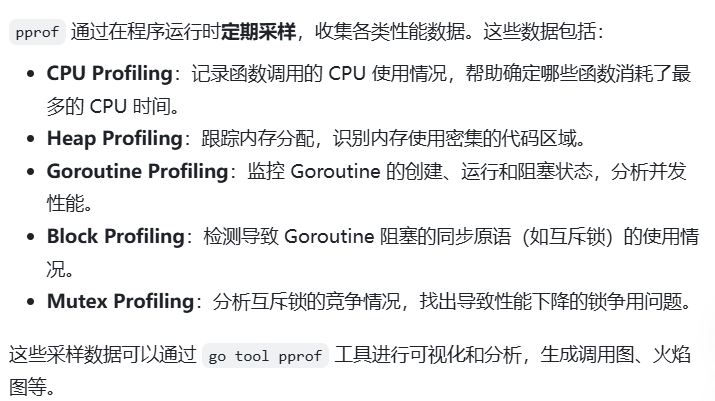 pprof 通过在程序运行时定期采样，收集各类性能数据。这些数据包括：
• CPU Profiling：记录函数调用的 CPU 使用情况，帮助确定哪些函数消耗了最
多的 CPU 时间。
• Heap Profiling：跟踪内存分配，识别内存使用密集的代码区域。
• Goroutine Profiling：监控 Goroutine 的创建、运行和阻塞状态，分析并发
性能。
• Block Profiling：检测导致 Goroutine 阻塞的同步原语（如互斥锁）的使用情
况。
• Mutex Profiling：分析互斥锁的竞争情况，找出导致性能下降的锁争用问题。
这些采样数据可以通过 go tool pprof 工具进行可视化和分析，生成调用图、火焰
图等。